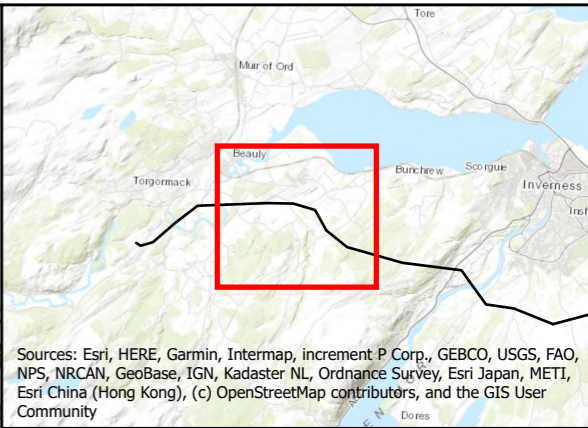 Tore
Muir of Ord
Beauly
Torgormack
Bunchrew
Scorguie
Inverness
Insh
Sources: Esri, HERE, Garmin, Intermap, increment P Corp., GEBCO, USGS, FAO,
NPS, NRCAN, GeoBase, IGN, Kadaster NL, Ordnance Survey, Esri Japan, METI,
Esri China (Hong Kong), (c) OpenStreetMap contributors, and the GIS User
Community
Dores